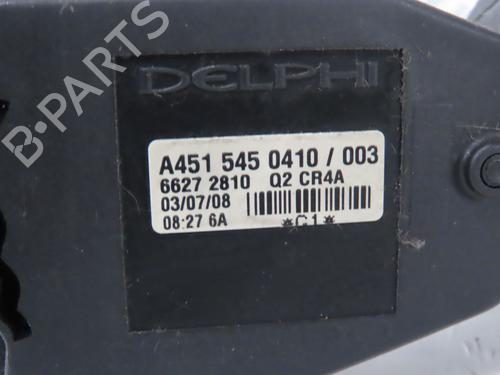 DELPHI
A451 545 0410 / 003
6627 2810 Q2 CR4A
03/07/08
08:27 6A *C1*
B-PARTS